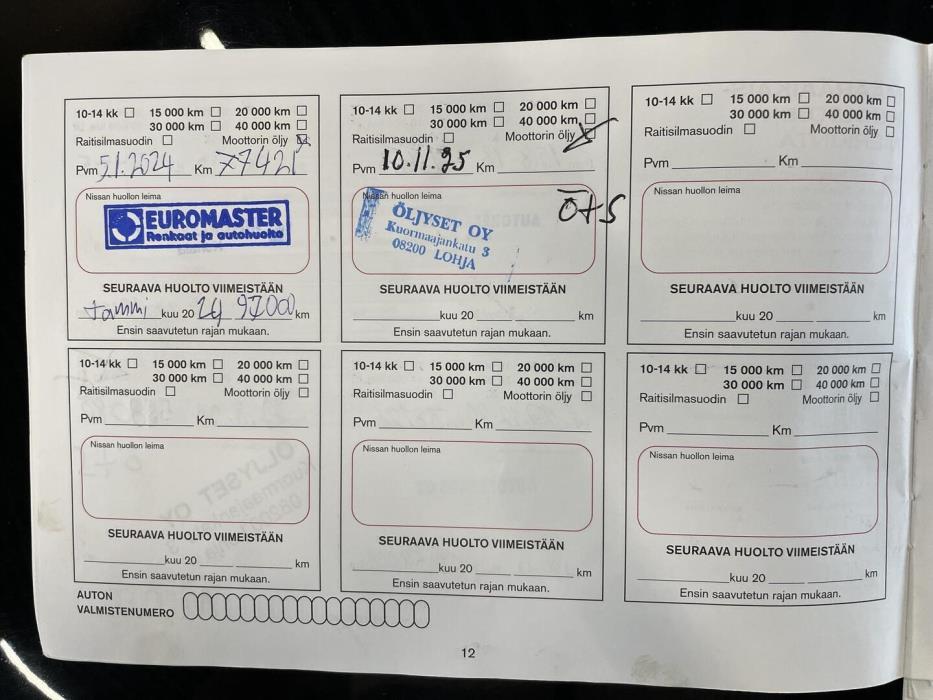 10-14 kk 15 000 km 20 000 km
30 000 km 40 000 km
Raitisilmasuodin Moottorin öljy
Pvm 5.1.2024 Km 77421
Nissan huollon leima
EUROMASTER
Renkaat ja autohuolto
SEURAAVA HUOLTO VIIMEISTÄÄN
tammi kuu 20 24 97000 km
Ensin saavutetun rajan mukaan.
10-14 kk 15 000 km 20 000 km
30 000 km 40 000 km
Raitisilmasuodin Moottorin öljy
Pvm 10.11.25 Km
Nissan huollon leima
Ö+S
ÖLJYSET OY
Kuormaajankatu 3
08200 LOHJA
SEURAAVA HUOLTO VIIMEISTÄÄN
kuu 20 km
Ensin saavutetun rajan mukaan.
10-14 kk 15 000 km 20 000 km
30 000 km 40 000 km
Raitisilmasuodin Moottorin öljy
Pvm Km
Nissan huollon leima
SEURAAVA HUOLTO VIIMEISTÄÄN
kuu 20 km
Ensin saavutetun rajan mukaan.
10-14 kk 15 000 km 20 000 km
30 000 km 40 000 km
Raitisilmasuodin Moottorin öljy
Pvm Km
Nissan huollon leima
SEURAAVA HUOLTO VIIMEISTÄÄN
kuu 20 km
Ensin saavutetun rajan mukaan.
10-14 kk 15 000 km 20 000 km
30 000 km 40 000 km
Raitisilmasuodin Moottorin öljy
Pvm Km
Nissan huollon leima
SEURAAVA HUOLTO VIIMEISTÄÄN
kuu 20 km
Ensin saavutetun rajan mukaan.
10-14 kk 15 000 km 20 000 km
30 000 km 40 000 km
Raitisilmasuodin Moottorin öljy
Pvm Km
Nissan huollon leima
SEURAAVA HUOLTO VIIMEISTÄÄN
kuu 20 km
Ensin saavutetun rajan mukaan.
AUTON
VALMISTENUMERO
12